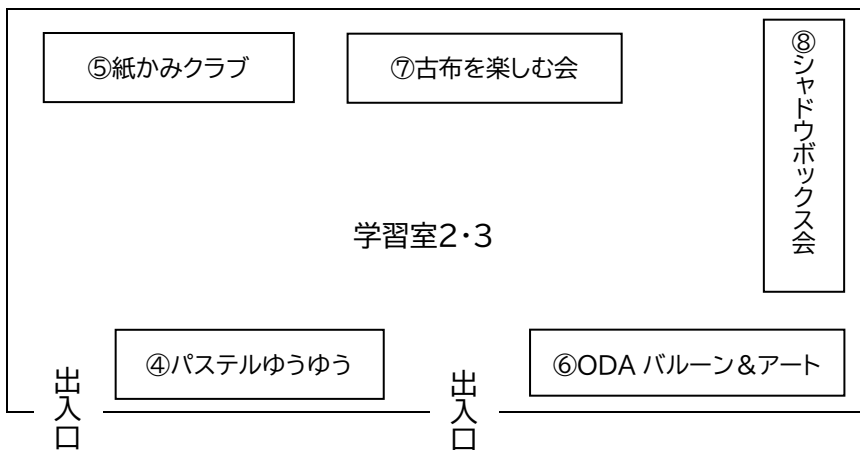 ⑤紙かみクラブ
⑦古布を楽しむ会
⑧シャドウボックス会
学習室2・3
④パステルゆうゆう
⑥ODA バルーン＆アート
出入口
出入口